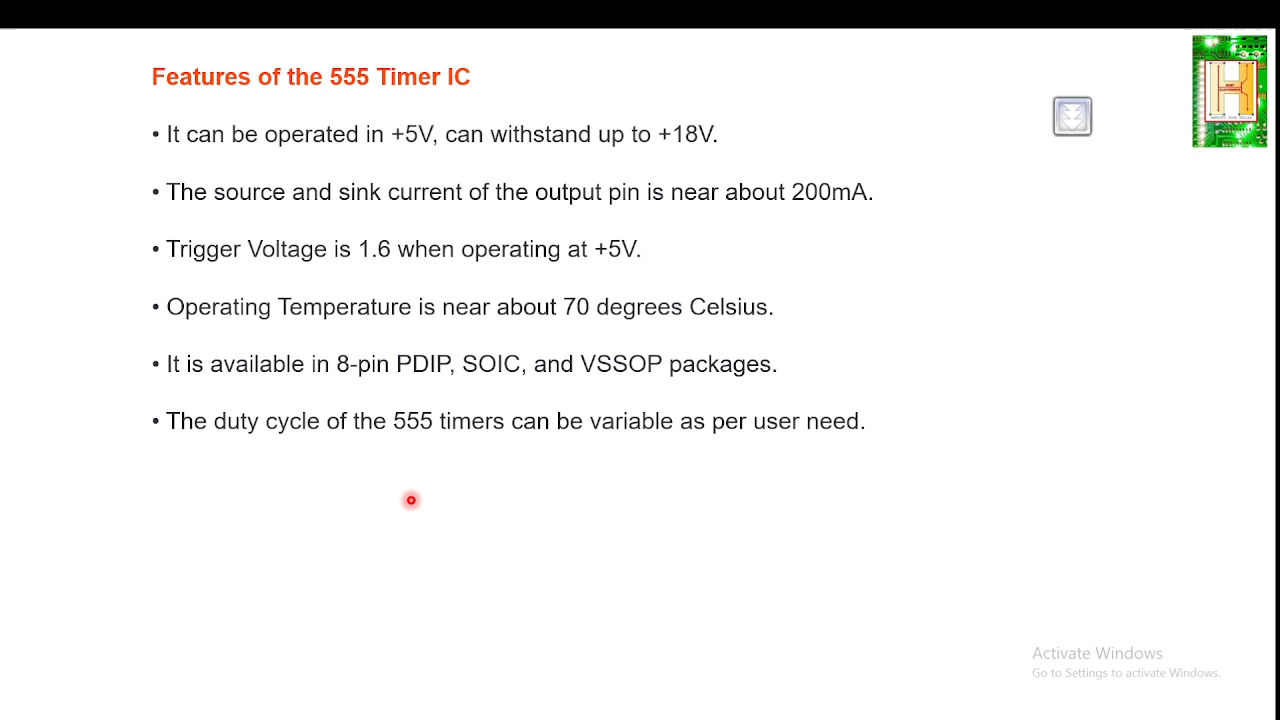 Features of the 555 Timer IC
• It can be operated in +5V, can withstand up to +18V.
• The source and sink current of the output pin is near about 200mA.
• Trigger Voltage is 1.6 when operating at +5V.
• Operating Temperature is near about 70 degrees Celsius.
• It is available in 8-pin PDIP, SOIC, and VSSOP packages.
• The duty cycle of the 555 timers can be variable as per user need.
Activate Windows
Go to Settings to activate Windows.